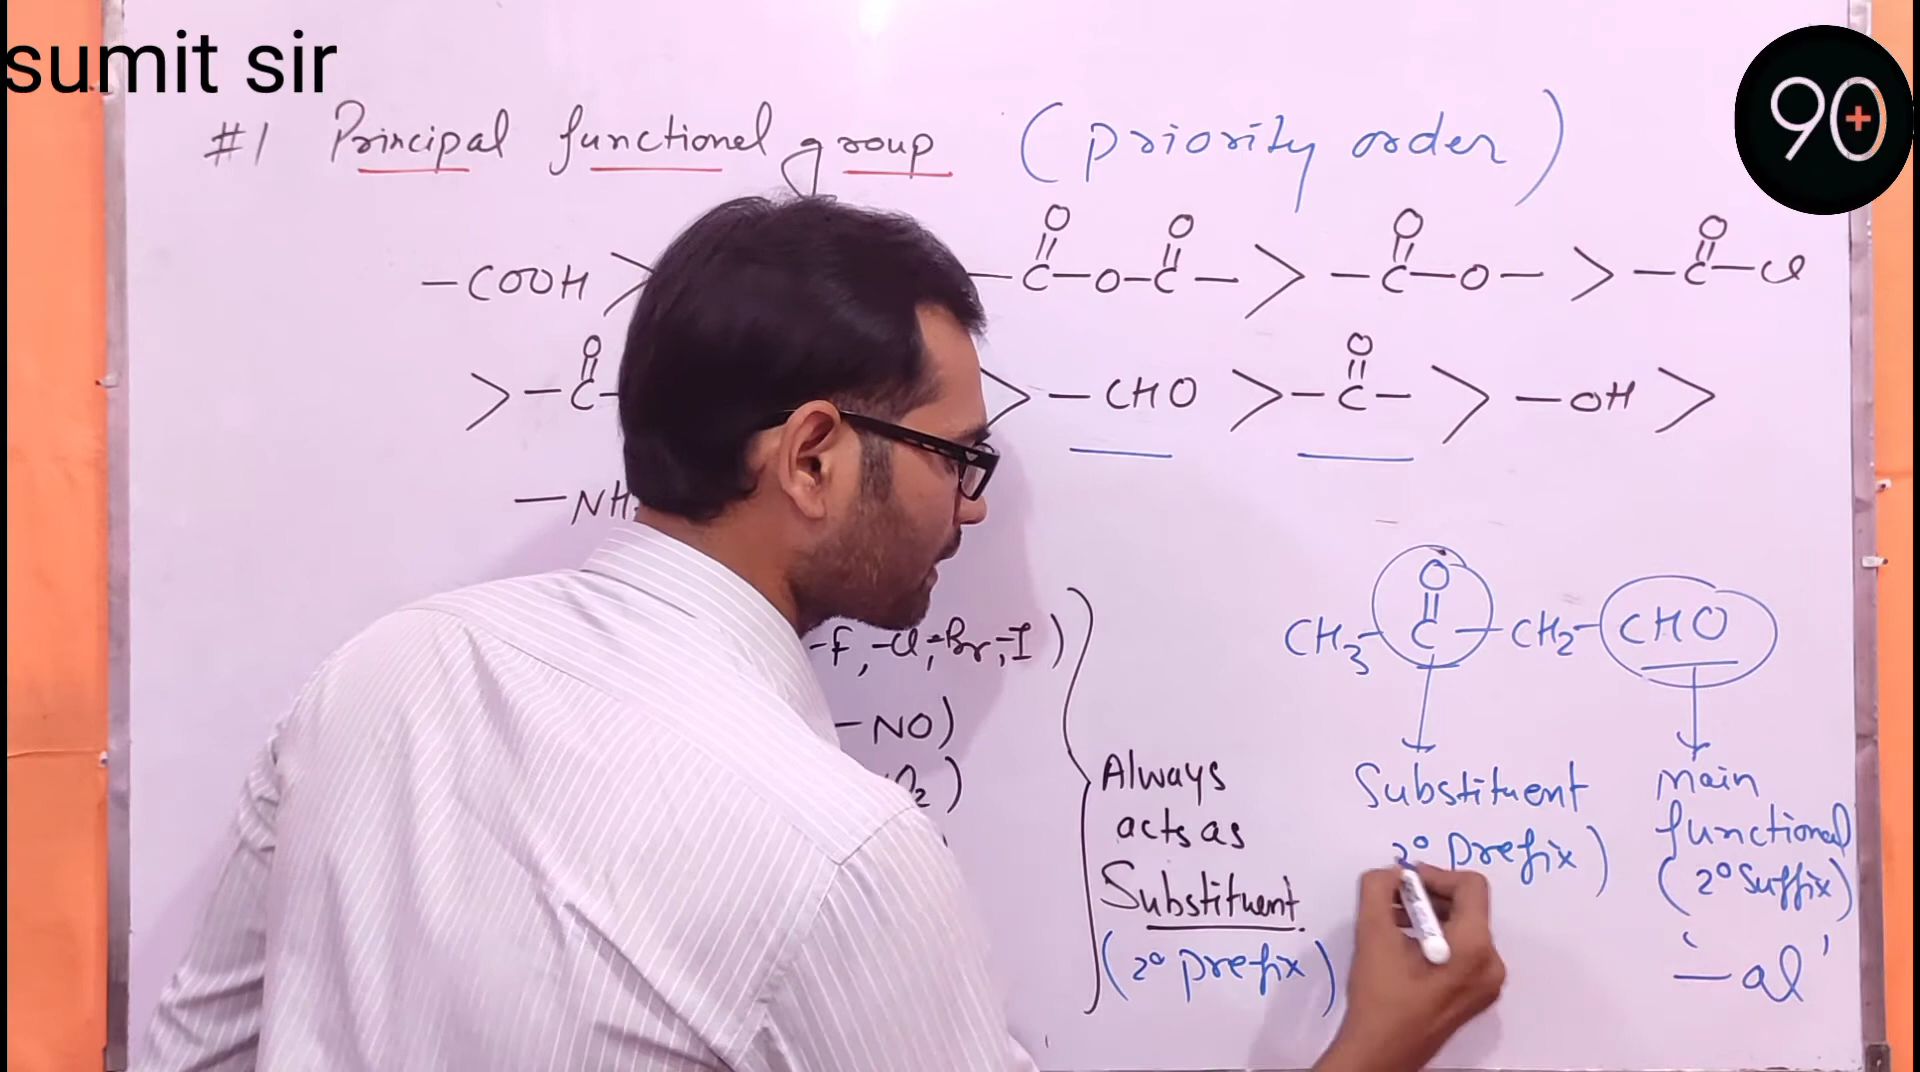 sumit sir
90+
#1 Principal functional group (priority order)
-COOH > -C(=O)-O-C(=O)- > -C(=O)-O- > -C(=O)-Cl
> -C(=O)- > -CHO > -C(=O)- > -OH >
-NH
-F, -Cl, -Br, -I)
-NO)
O₂)
Always
acts as
Substituent
(2° prefix)
CH₃-C(=O)-CH₂-CHO
Substituent
2° prefix)
main
functional
(2° suffix)
'-al'